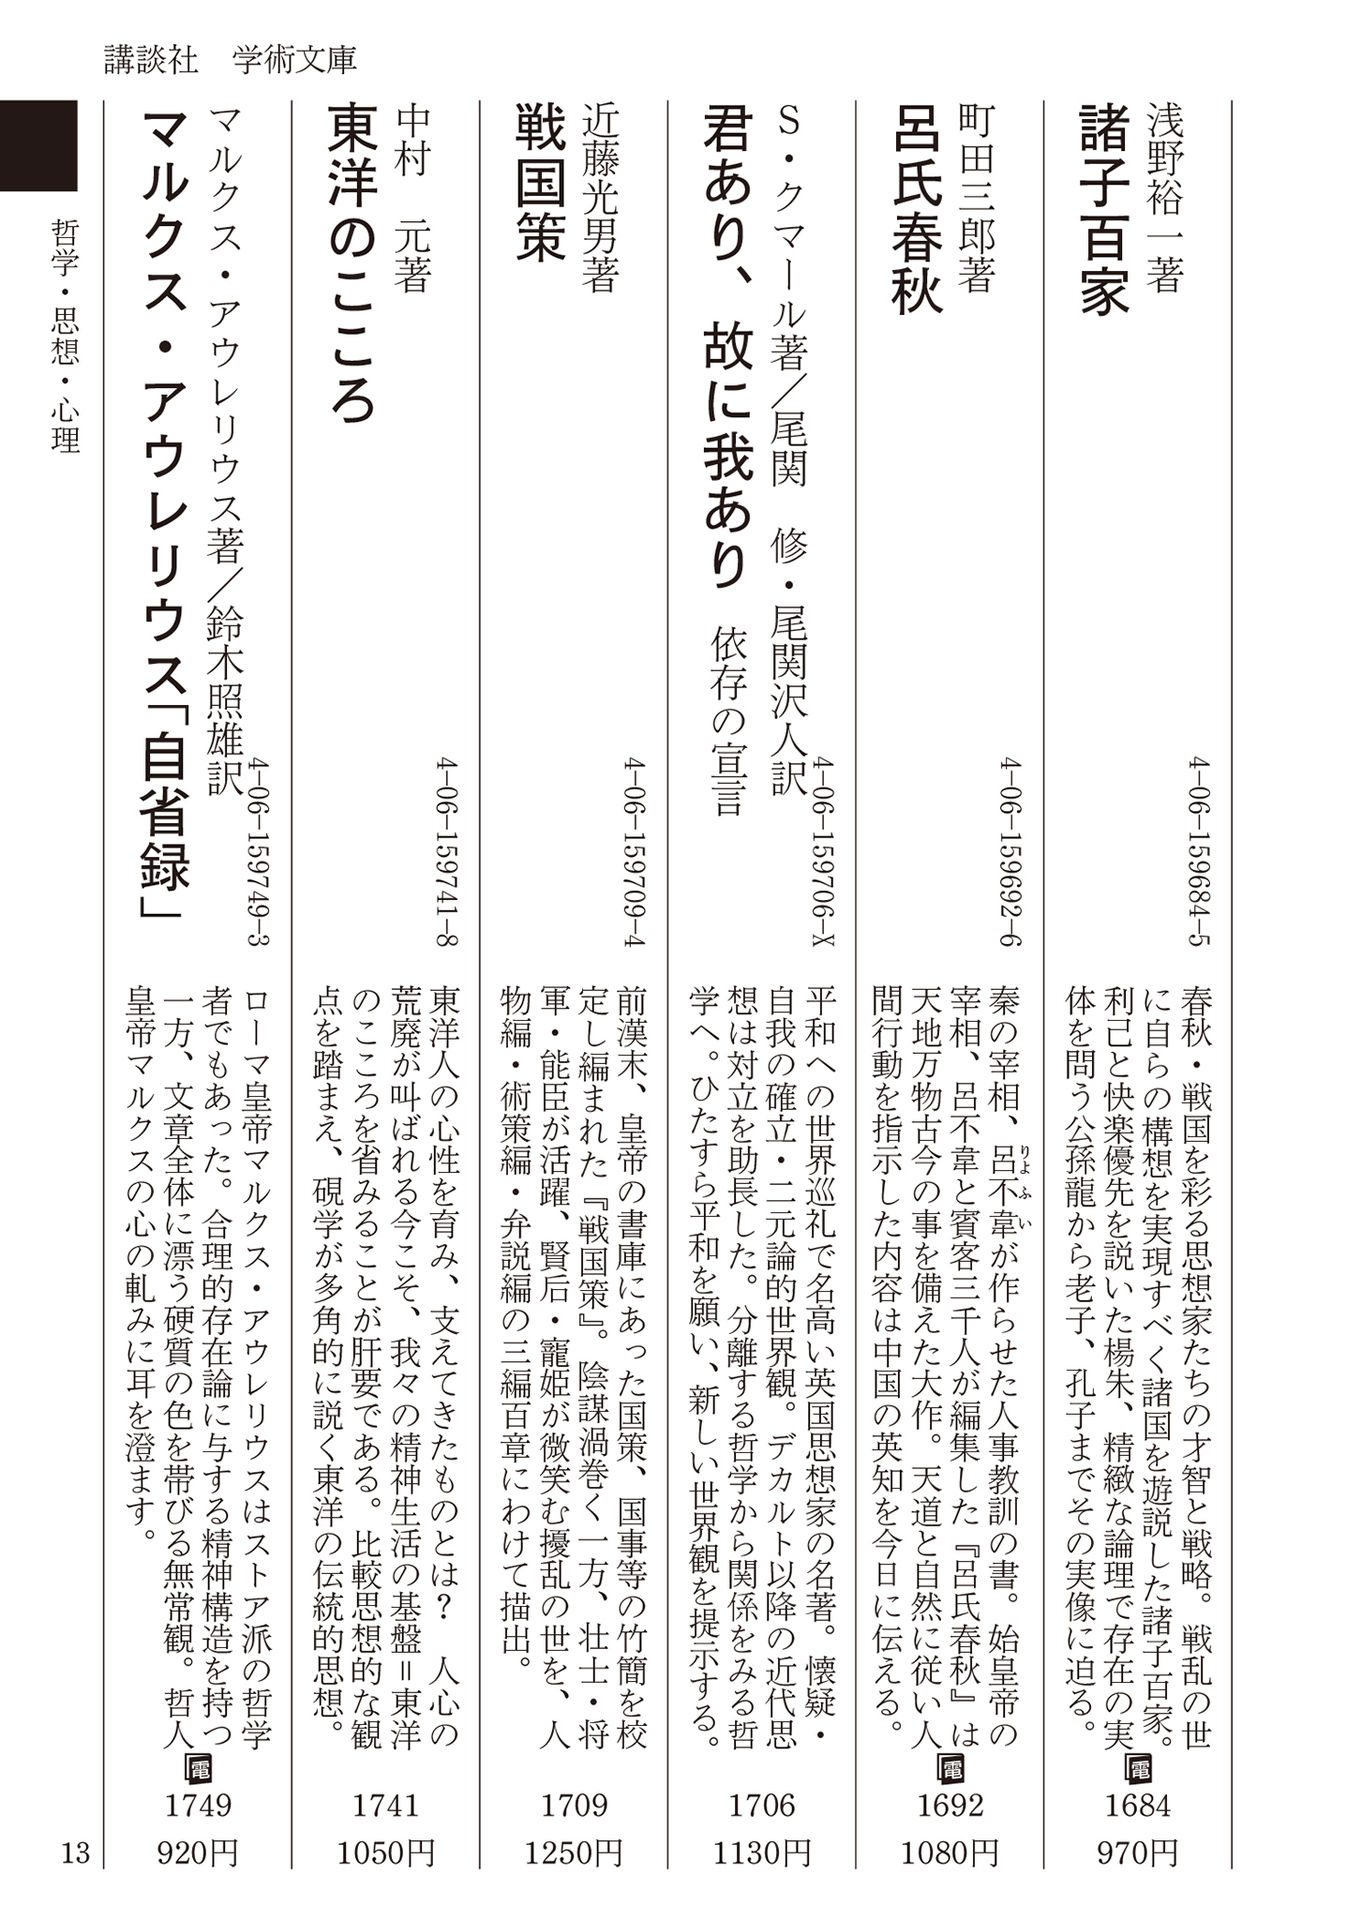 講談社　学術文庫
浅野裕一著
諸子百家
4-06-159684-5
春秋・戦国を彩る思想家たちの才智と戦略。戦乱の世
に自らの構想を実現すべく諸国を遊説した諸子百家。
利己と快楽優先を説いた楊朱、精緻な論理で存在の実
体を問う公孫龍から老子、孔子までその実像に迫る。
電
1684
970円
町田三郎著
呂氏春秋
4-06-159692-6
秦の宰相、呂不韋が作らせた人事教訓の書。始皇帝の
りょふい
宰相、呂不韋と賓客三千人が編集した『呂氏春秋』は
天地万物古今の事を備えた大作。天道と自然に従い人
間行動を指示した内容は中国の英知を今日に伝える。
電
1692
1080円
S・クマール著／尾関　修・尾関沢人訳
君あり、故に我あり　依存の宣言
4-06-159706-X
平和への世界巡礼で名高い英国思想家の名著。懐疑・
自我の確立・二元論的世界観。デカルト以降の近代思
想は対立を助長した。分離する哲学から関係をみる哲
学へ。ひたすら平和を願い、新しい世界観を提示する。
1706
1130円
近藤光男著
戦国策
4-06-159709-4
前漢末、皇帝の書庫にあった国策、国事等の竹簡を校
定し編まれた『戦国策』。陰謀渦巻く一方、壮士・将
軍・能臣が活躍、賢后・寵姫が微笑む擾乱の世を、人
物編・術策編・弁説編の三編百章にわけて描出。
1709
1250円
中村　元著
東洋のこころ
4-06-159741-8
東洋人の心性を育み、支えてきたものとは？　人心の
荒廃が叫ばれる今こそ、我々の精神生活の基盤＝東洋
のこころを省みることが肝要である。比較思想的な観
点を踏まえ、碩学が多角的に説く東洋の伝統的思想。
1741
1050円
マルクス・アウレリウス著／鈴木照雄訳
マルクス・アウレリウス「自省録」
4-06-159749-3
ローマ皇帝マルクス・アウレリウスはストア派の哲学
者でもあった。合理的存在論に与する精神構造を持つ
一方、文章全体に漂う硬質の色を帯びる無常観。哲人
皇帝マルクスの心の軋みに耳を澄ます。
電
1749
920円
哲学・思想・心理
13